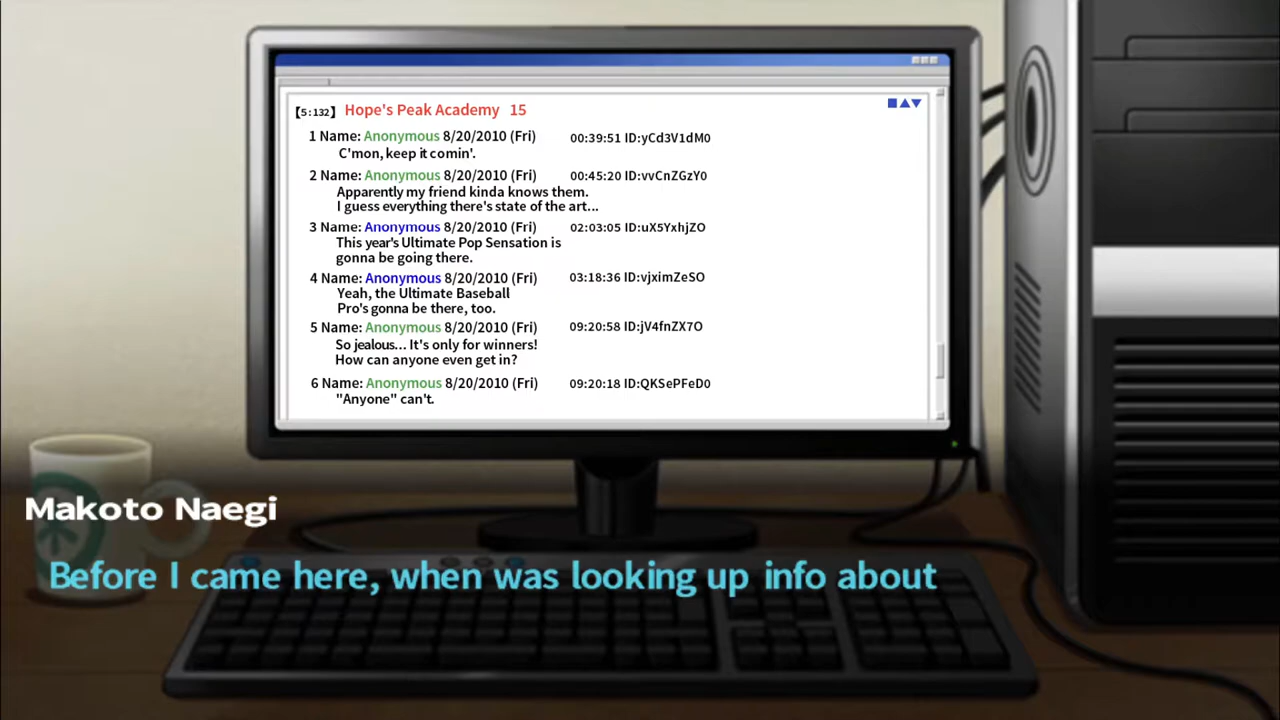 【5:132】 Hope's Peak Academy 15
1 Name: Anonymous 8/20/2010 (Fri) 00:39:51 ID:yCd3V1dM0
C'mon, keep it comin'.
2 Name: Anonymous 8/20/2010 (Fri) 00:45:20 ID:vvCnZGzY0
Apparently my friend kinda knows them.
I guess everything there's state of the art...
3 Name: Anonymous 8/20/2010 (Fri) 02:03:05 ID:uX5YxhjZO
This year's Ultimate Pop Sensation is
gonna be going there.
4 Name: Anonymous 8/20/2010 (Fri) 03:18:36 ID:vjximZeSO
Yeah, the Ultimate Baseball
Pro's gonna be there, too.
5 Name: Anonymous 8/20/2010 (Fri) 09:20:58 ID:jV4fnZX7O
So jealous... It's only for winners!
How can anyone even get in?
6 Name: Anonymous 8/20/2010 (Fri) 09:20:18 ID:QKSePFeD0
"Anyone" can't.
Makoto Naegi
Before I came here, when was looking up info about